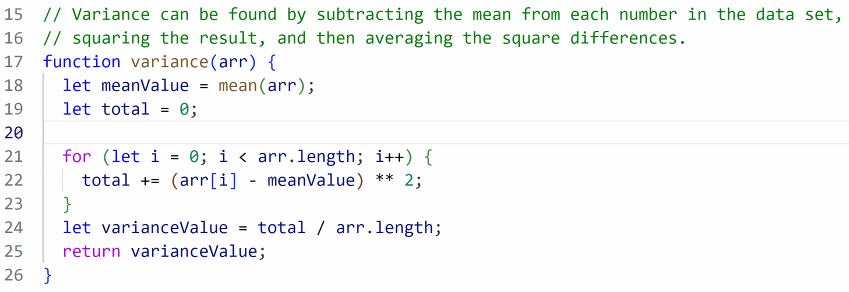 15 // Variance can be found by subtracting the mean from each number in the data set,
16 // squaring the result, and then averaging the square differences.
17 function variance(arr) {
18   let meanValue = mean(arr);
19   let total = 0;
20
21   for (let i = 0; i < arr.length; i++) {
22     total += (arr[i] - meanValue) ** 2;
23   }
24   let varianceValue = total / arr.length;
25   return varianceValue;
26 }